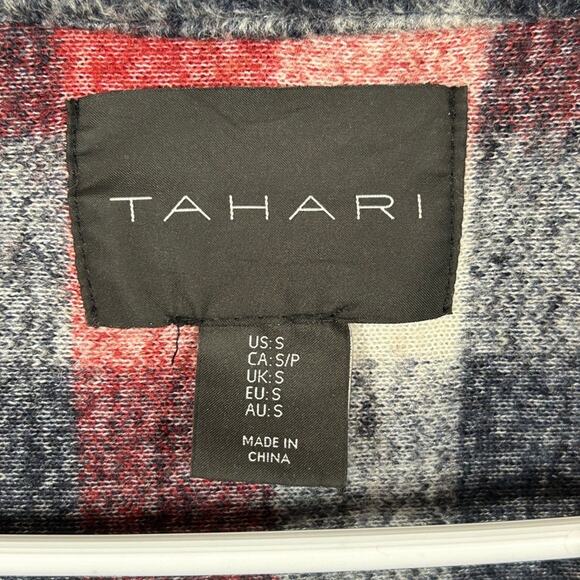 TAHARI
US: S
CA: S/P
UK: S
EU: S
AU: S
MADE IN
CHINA